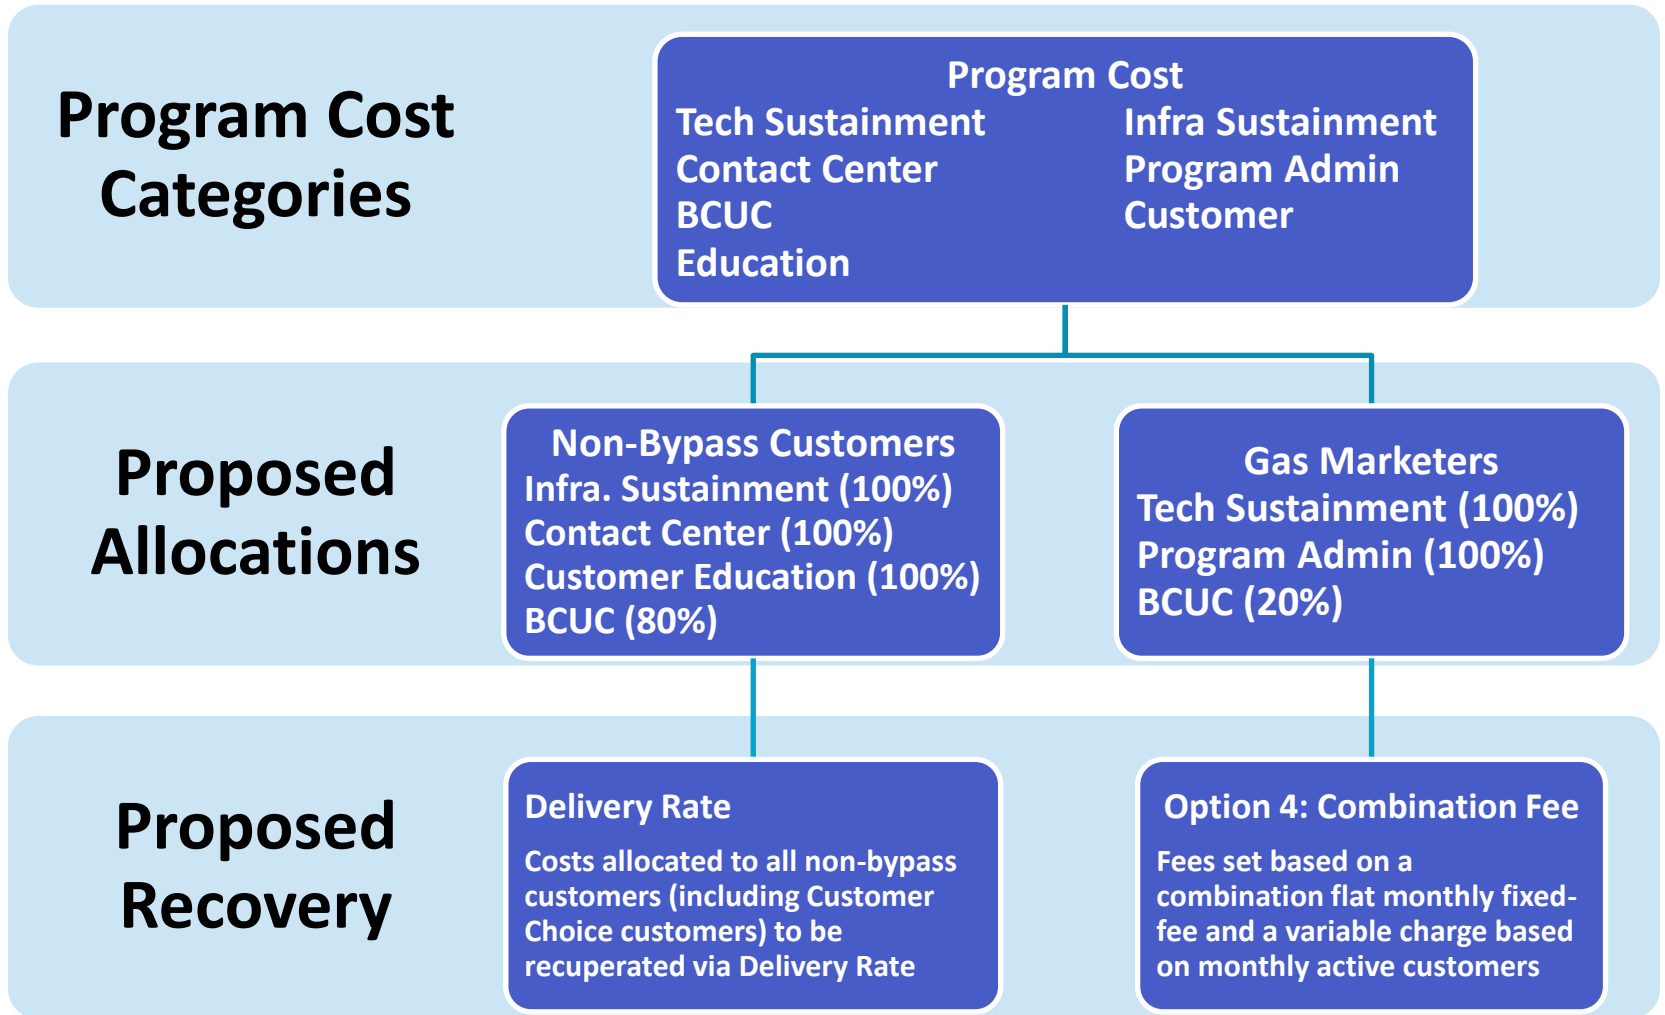 Program Cost
Categories
Program Cost
Tech Sustainment Infra Sustainment
Contact Center Program Admin
BCUC Customer
Education
Proposed
Allocations
Non-Bypass Customers
Infra. Sustainment (100%)
Contact Center (100%)
Customer Education (100%)
BCUC (80%)
Gas Marketers
Tech Sustainment (100%)
Program Admin (100%)
BCUC (20%)
Proposed
Recovery
Delivery Rate
Costs allocated to all non-bypass
customers (including Customer
Choice customers) to be
recuperated via Delivery Rate
Option 4: Combination Fee
Fees set based on a
combination flat monthly fixed-
fee and a variable charge based
on monthly active customers